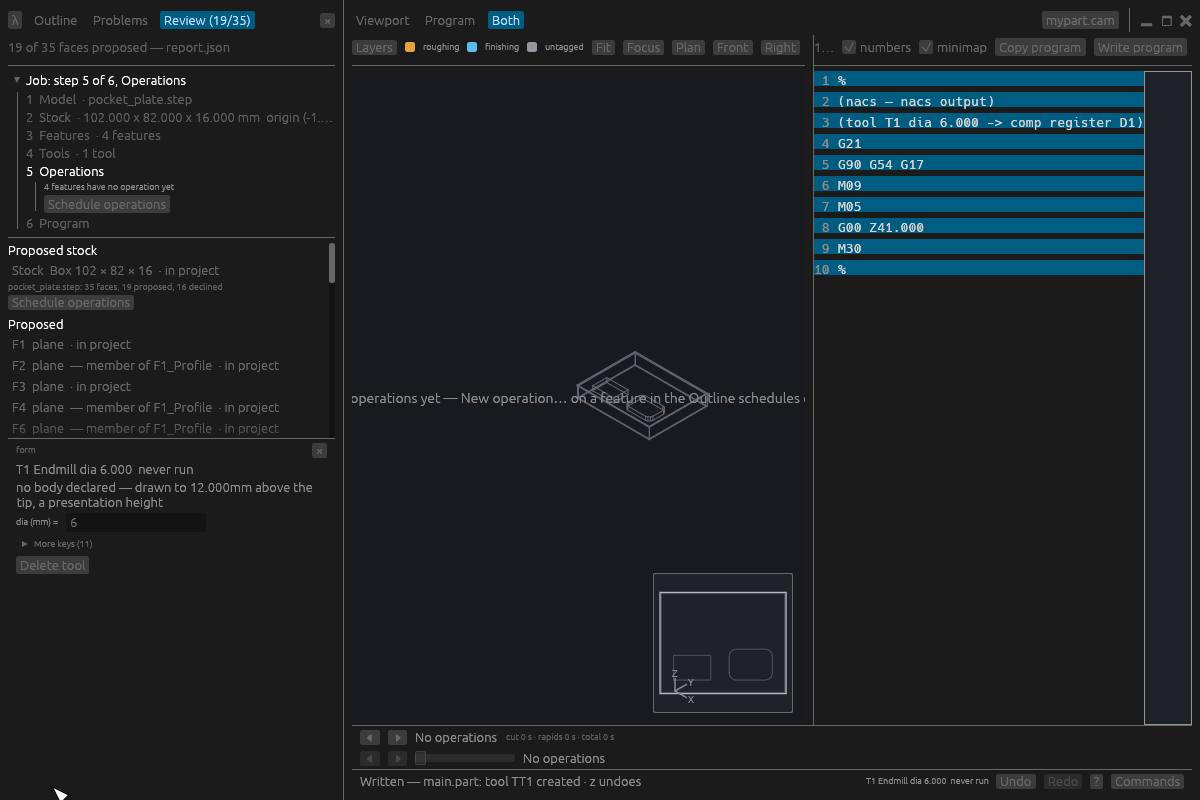 λ Outline Problems Review (19/35) ×
19 of 35 faces proposed — report.json
▼ Job: step 5 of 6, Operations
1 Model · pocket_plate.step
2 Stock · 102.000 x 82.000 x 16.000 mm origin (-1…
3 Features · 4 features
4 Tools · 1 tool
5 Operations
4 features have no operation yet
Schedule operations
6 Program
Proposed stock
Stock Box 102 × 82 × 16 · in project
pocket_plate.step: 35 faces, 19 proposed, 16 declined
Schedule operations
Proposed
F1 plane · in project
F2 plane — member of F1_Profile · in project
F3 plane · in project
F4 plane — member of F1_Profile · in project
F6 plane — member of F1_Profile · in project
form ×
T1 Endmill dia 6.000 never run
no body declared — drawn to 12.000mm above the
tip, a presentation height
dia (mm) = 6
▶ More keys (11)
Delete tool
Viewport Program Both
mypart.cam
Layers roughing finishing untagged Fit Focus Plan Front Right
operations yet — New operation… on a feature in the Outline schedules
Z
Y
X
1… numbers minimap Copy program Write program
1 %
2 (nacs — nacs output)
3 (tool T1 dia 6.000 -> comp register D1)
4 G21
5 G90 G54 G17
6 M09
7 M05
8 G00 Z41.000
9 M30
10 %
No operations cut 0 s · rapids 0 s · total 0 s
No operations
Written — main.part: tool TT1 created · z undoes
T1 Endmill dia 6.000 never run Undo Redo ? Commands